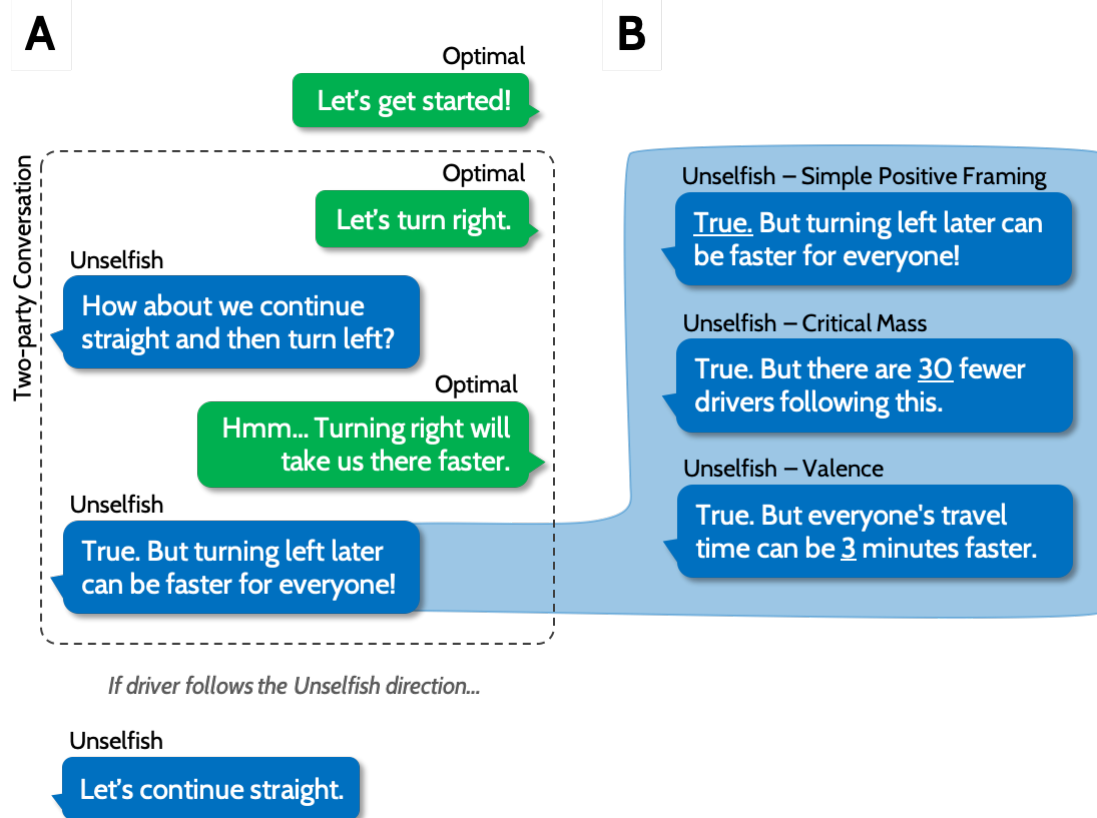 A
Optimal
Let's get started!
Two-party Conversation
Optimal
Let's turn right.
Unselfish
How about we continue
straight and then turn left?
Optimal
Hmm... Turning right will
take us there faster.
Unselfish
True. But turning left later
can be faster for everyone!
If driver follows the Unselfish direction...
Unselfish
Let's continue straight.
B
Unselfish – Simple Positive Framing
True. But turning left later can
be faster for everyone!
Unselfish – Critical Mass
True. But there are 30 fewer
drivers following this.
Unselfish – Valence
True. But everyone's travel
time can be 3 minutes faster.